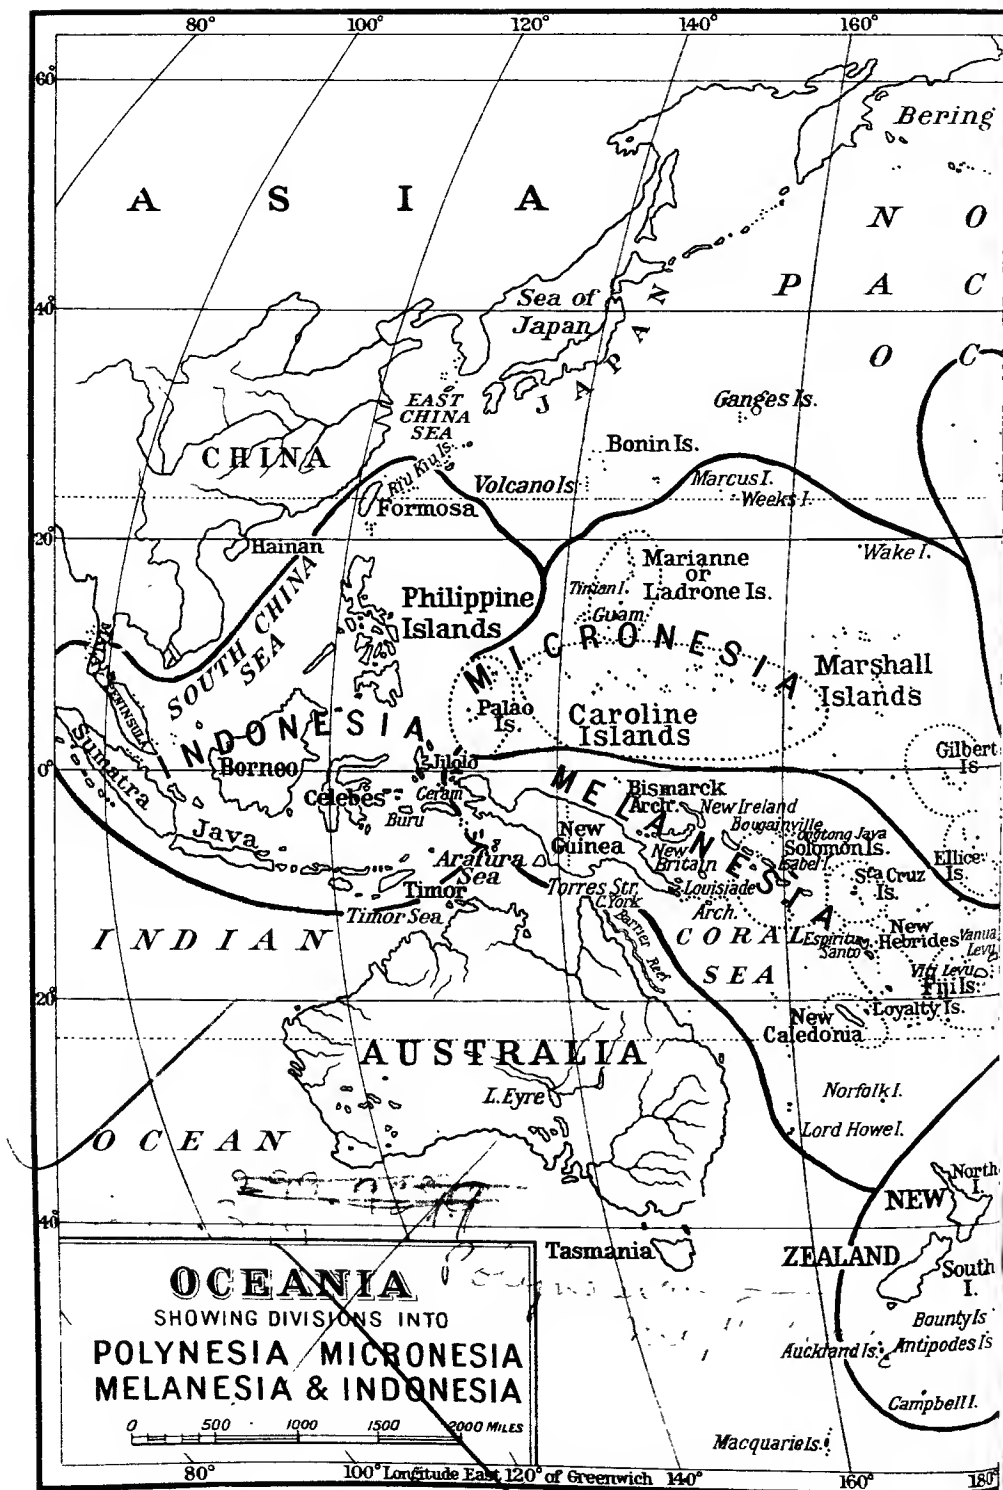 80° 100° 120° 140° 160°
60°
Bering
A S I A
N O
P A C
O C
40°
Sea of
Japan
JAPAN
Ganges Is.
EAST
CHINA
SEA
Bonin Is.
CHINA
Riu Kiu Is.
Volcano Is.
Marcus I.
Weeks I.
Formosa
20°
Hainan
Wake I.
Marianne
or
Ladrone Is.
Tinian I.
Guam
Philippine
Islands
SOUTH CHINA
SEA
MICRONESIA
MALAY PENINSULA
Marshall
Islands
Palao
Is.
Caroline
Islands
INDONESIA
Sumatra
Borneo
Jilolo
Gilbert
Is
0°
Celebes
Ceram
MELANESIA
Bismarck
Arch.
New Ireland
Bougainville
Buru
Java
New
Guinea
New
Britain
Ongtong Java
Solomon Is.
Isabel I.
Arafura
Sea
Ellice
Is.
Timor
Timor Sea
Torres Str.
C. York
Louisiade
Arch.
Sta Cruz
Is.
INDIAN
Barrier Reef
CORAL
SEA
Espiritu
Santo
New
Hebrides
Vanua
Levu
Viti Levu
Fiji Is.
20°
New
Caledonia
Loyalty Is.
AUSTRALIA
L. Eyre
Norfolk I.
OCEAN
Lord Howe I.
North
I.
NEW
ZEALAND
40°
Tasmania
South
I.
OCEANIA
SHOWING DIVISIONS INTO
POLYNESIA MICRONESIA
MELANESIA & INDONESIA
0 500 1000 1500 2000 MILES
Bounty Is
Auckland Is.
Antipodes Is
Campbell I.
Macquarie Is.
80° 100° Longitude East 120° of Greenwich 140° 160° 180°